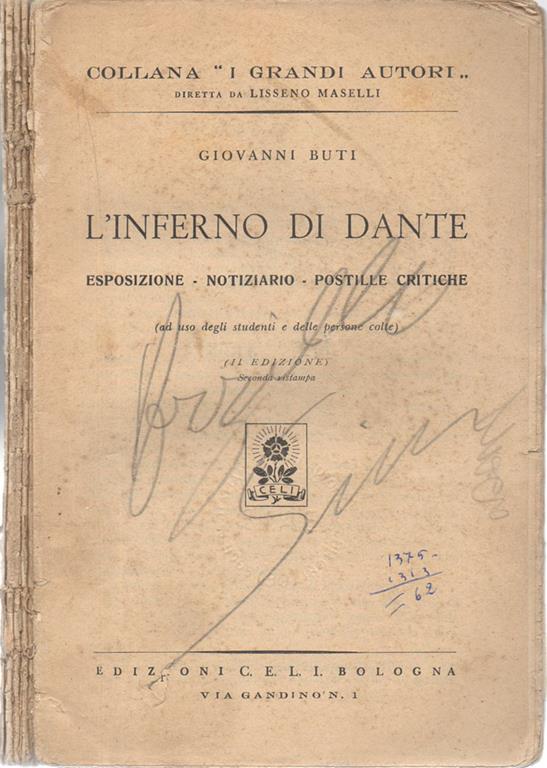 COLLANA “ I GRANDI AUTORI „
DIRETTA DA LISSENO MASELLI
GIOVANNI BUTI
L'INFERNO DI DANTE
ESPOSIZIONE - NOTIZIARIO - POSTILLE CRITICHE
(ad uso degli studenti e delle persone colte)
(II EDIZIONE)
Seconda ristampa
CELI
1375-
1313
= 62
EDIZIONI C.E.L.I. BOLOGNA
VIA GANDINO N. 1